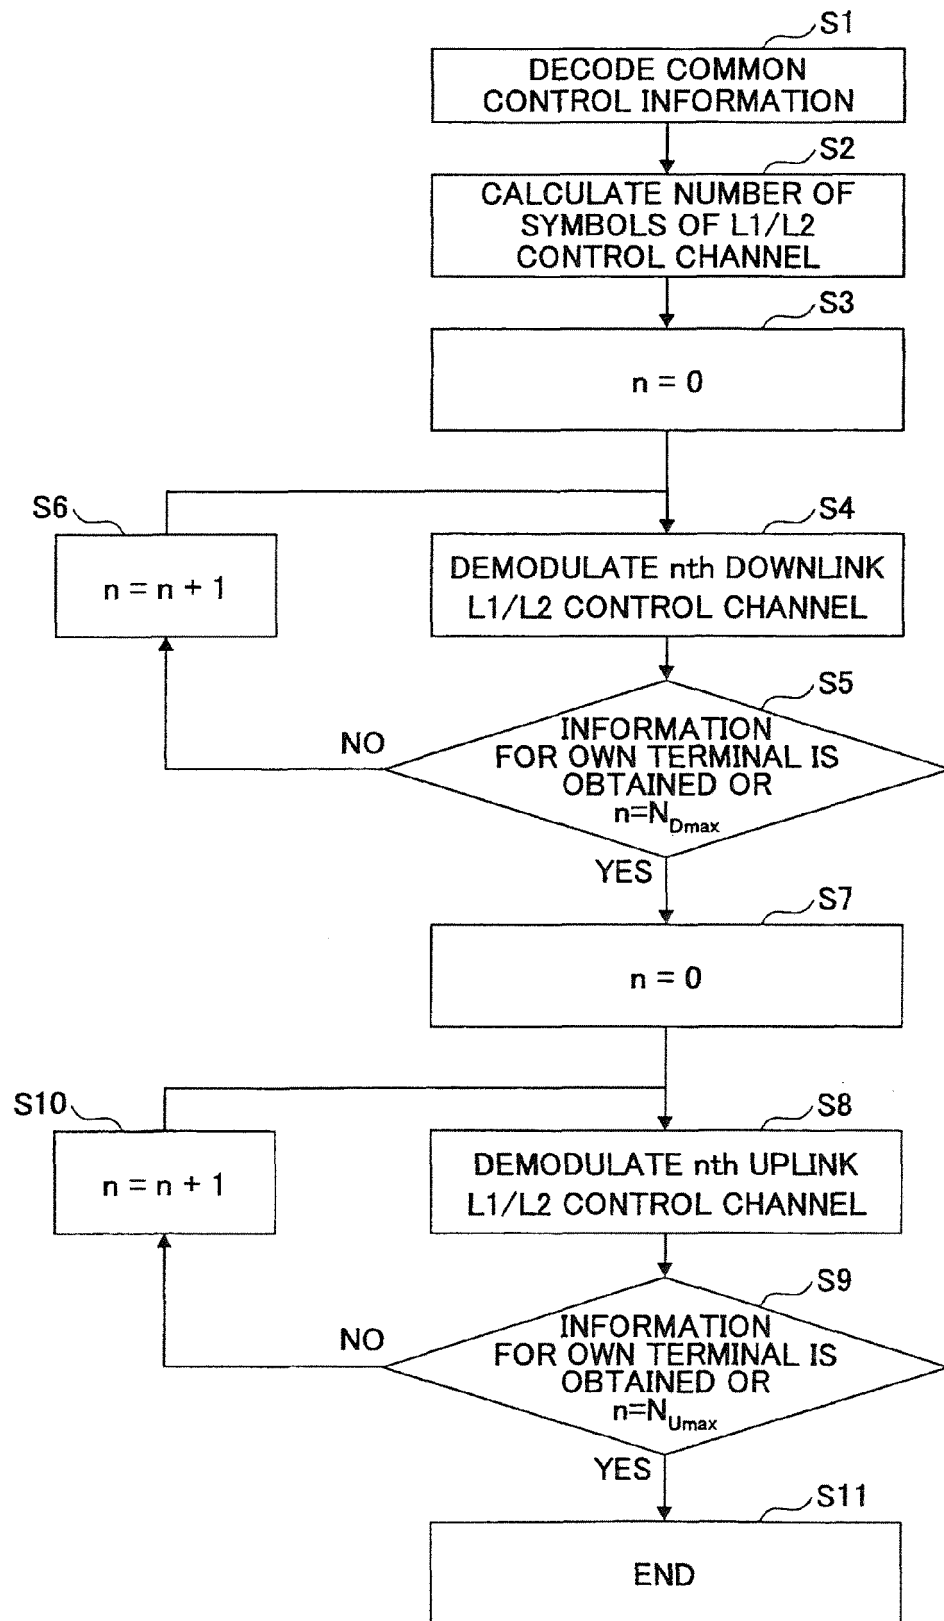 S1
DECODE COMMON
CONTROL INFORMATION
S2
CALCULATE NUMBER OF
SYMBOLS OF L1/L2
CONTROL CHANNEL
S3
n = 0
S6
n = n + 1
S4
DEMODULATE nth DOWNLINK
L1/L2 CONTROL CHANNEL
S5
INFORMATION
FOR OWN TERMINAL IS
OBTAINED OR
n=N_Dmax
NO
YES
S7
n = 0
S10
n = n + 1
S8
DEMODULATE nth UPLINK
L1/L2 CONTROL CHANNEL
S9
INFORMATION
FOR OWN TERMINAL IS
OBTAINED OR
n=N_Umax
NO
YES
S11
END